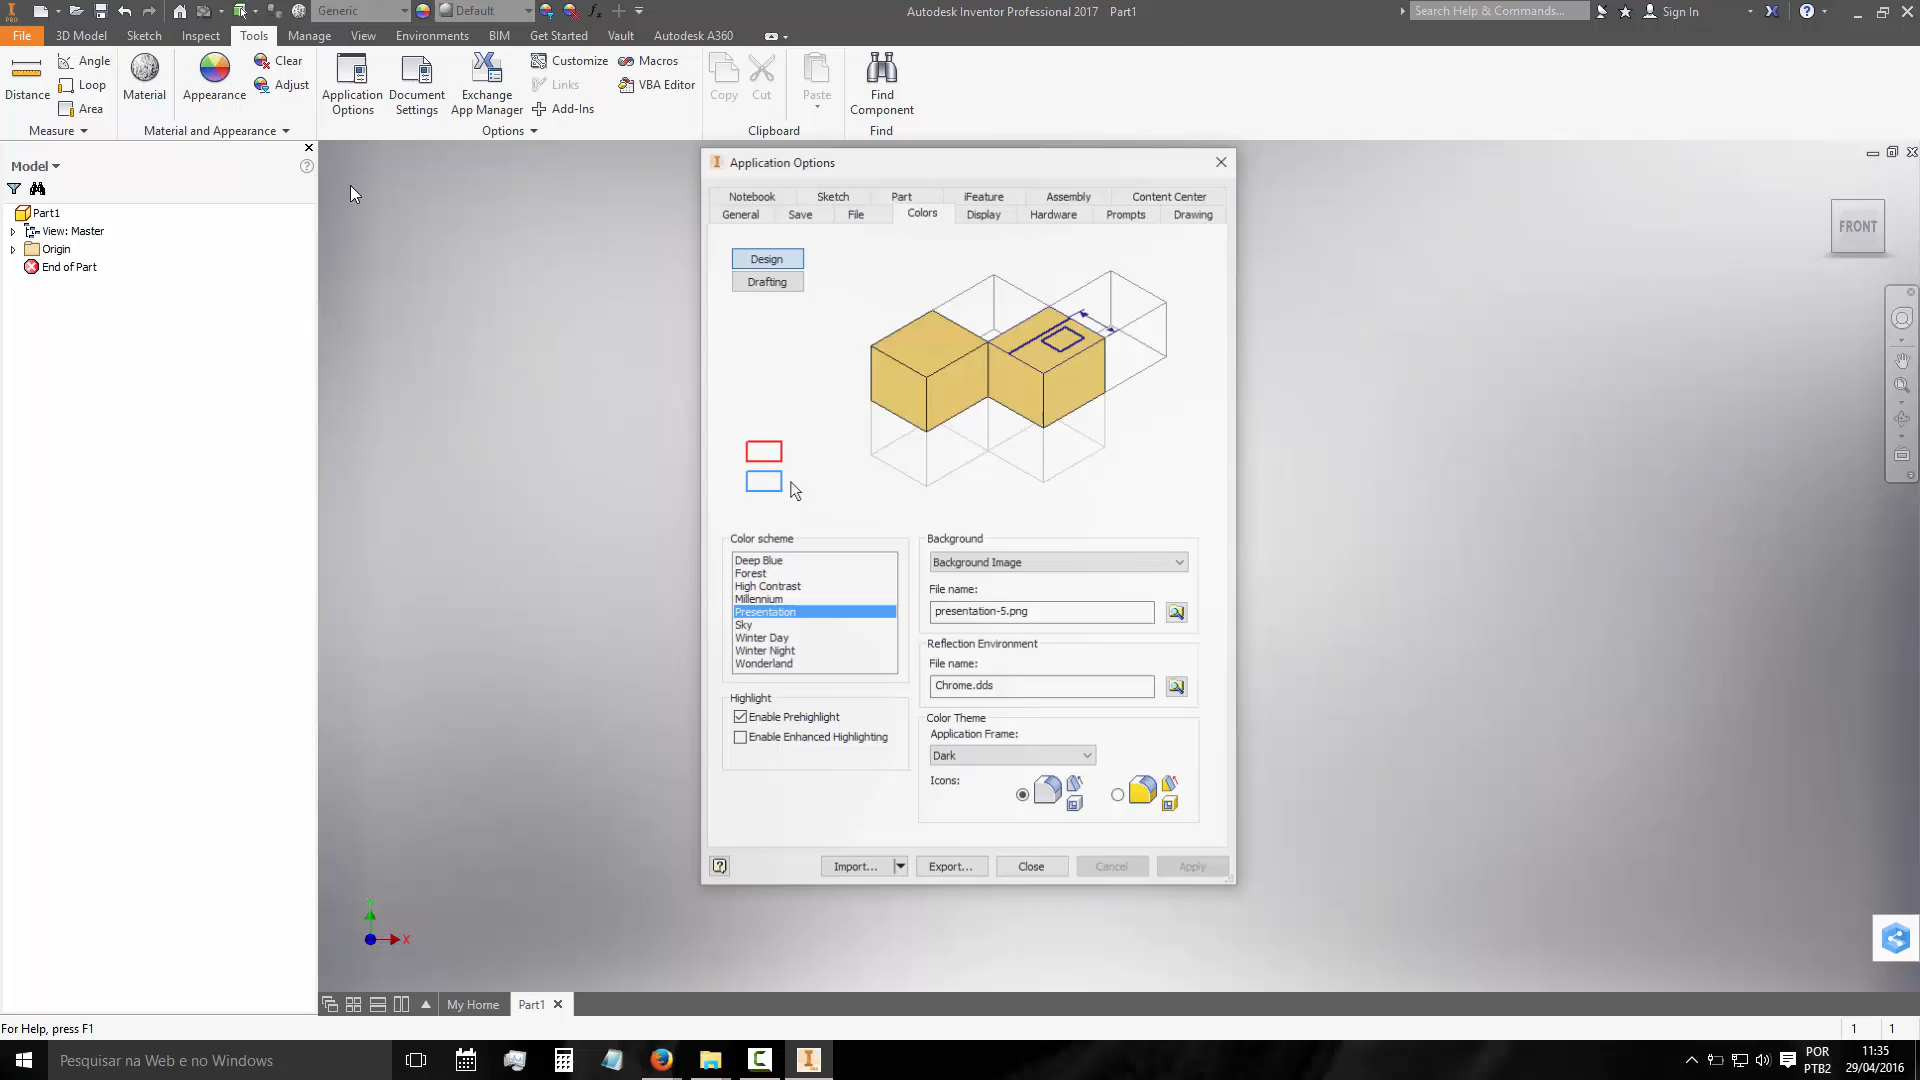 PRO
Generic
Default
Autodesk Inventor Professional 2017 Part1
Search Help & Commands...
Sign In
File 3D Model Sketch Inspect Tools Manage View Environments BIM Get Started Vault Autodesk A360
Distance
Angle
Loop
Area
Measure
Material
Appearance
Clear
Adjust
Material and Appearance
Application Options
Document Settings
Exchange App Manager
Customize
Links
Add-Ins
Macros
VBA Editor
Options
Copy
Cut
Paste
Clipboard
Find Component
Find
Model
Part1
View: Master
Origin
End of Part
Application Options
Notebook Sketch Part iFeature Assembly Content Center
General Save File Colors Display Hardware Prompts Drawing
Design
Drafting
Color scheme
Deep Blue
Forest
High Contrast
Millennium
Presentation
Sky
Winter Day
Winter Night
Wonderland
Highlight
Enable Prehighlight
Enable Enhanced Highlighting
Background
Background Image
File name:
presentation-5.png
Reflection Environment
File name:
Chrome.dds
Color Theme
Application Frame:
Dark
Icons:
Import... Export... Close Cancel Apply
FRONT
Y
X
My Home Part1
For Help, press F1
1 1
Pesquisar na Web e no Windows
POR
PTB2
11:35
29/04/2016